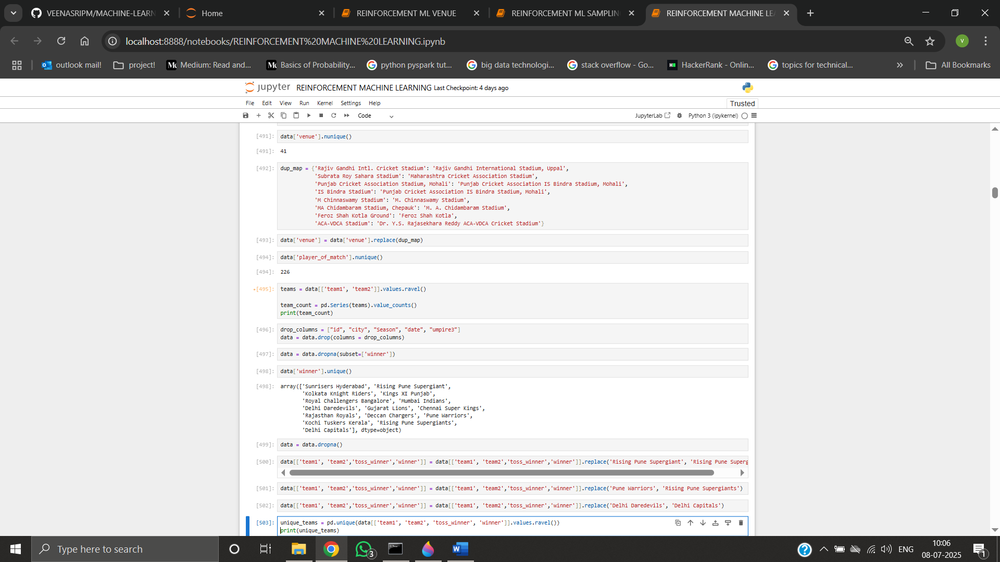 VEENASRIPM/MACHINE-LEARN
Home
REINFORCEMENT ML VENUE
REINFORCEMENT ML SAMPLIN
REINFORCEMENT MACHINE LE
localhost:8888/notebooks/REINFORCEMENT%20MACHINE%20LEARNING.ipynb
V
outlook mail!
project!
Medium: Read and...
Basics of Probability...
python pyspark tut...
big data technologi...
stack overflow - Go...
HackerRank - Onlin...
topics for technical...
All Bookmarks
jupyter REINFORCEMENT MACHINE LEARNING Last Checkpoint: 4 days ago
File Edit View Run Kernel Settings Help
Trusted
Code
JupyterLab
Python 3 (ipykernel)
[491]: data['venue'].nunique()
[491]: 41
[492]: dup_map = {'Rajiv Gandhi Intl. Cricket Stadium': 'Rajiv Gandhi International Stadium, Uppal',
'Subrata Roy Sahara Stadium': 'Maharashtra Cricket Association Stadium',
'Punjab Cricket Association Stadium, Mohali': 'Punjab Cricket Association IS Bindra Stadium, Mohali',
'IS Bindra Stadium': 'Punjab Cricket Association IS Bindra Stadium, Mohali',
'M Chinnaswamy Stadium': 'M. Chinnaswamy Stadium',
'MA Chidambaram Stadium, Chepauk': 'M. A. Chidambaram Stadium',
'Feroz Shah Kotla Ground': 'Feroz Shah Kotla',
'ACA-VDCA Stadium': 'Dr. Y.S. Rajasekhara Reddy ACA-VDCA Cricket Stadium'}
[493]: data['venue'] = data['venue'].replace(dup_map)
[494]: data['player_of_match'].nunique()
[494]: 226
•[495]: teams = data[['team1', 'team2']].values.ravel()
team_count = pd.Series(teams).value_counts()
print(team_count)
[496]: drop_columns = ["id", "city", "Season", "date", "umpire3"]
data = data.drop(columns = drop_columns)
[497]: data = data.dropna(subset=['winner'])
[498]: data['winner'].unique()
[498]: array(['Sunrisers Hyderabad', 'Rising Pune Supergiant',
'Kolkata Knight Riders', 'Kings XI Punjab',
'Royal Challengers Bangalore', 'Mumbai Indians',
'Delhi Daredevils', 'Gujarat Lions', 'Chennai Super Kings',
'Rajasthan Royals', 'Deccan Chargers', 'Pune Warriors',
'Kochi Tuskers Kerala', 'Rising Pune Supergiants',
'Delhi Capitals'], dtype=object)
[499]: data = data.dropna()
[500]: data[['team1', 'team2','toss_winner','winner']] = data[['team1', 'team2','toss_winner','winner']].replace('Rising Pune Supergiant', 'Rising Pune Superg
[501]: data[['team1', 'team2','toss_winner','winner']] = data[['team1', 'team2','toss_winner','winner']].replace('Pune Warriors', 'Rising Pune Supergiants')
[502]: data[['team1', 'team2','toss_winner','winner']] = data[['team1', 'team2','toss_winner','winner']].replace('Delhi Daredevils', 'Delhi Capitals')
[503]: unique_teams = pd.unique(data[['team1', 'team2', 'toss_winner', 'winner']].values.ravel())
print(unique_teams)
Type here to search
3
ENG
10:06
08-07-2025
1